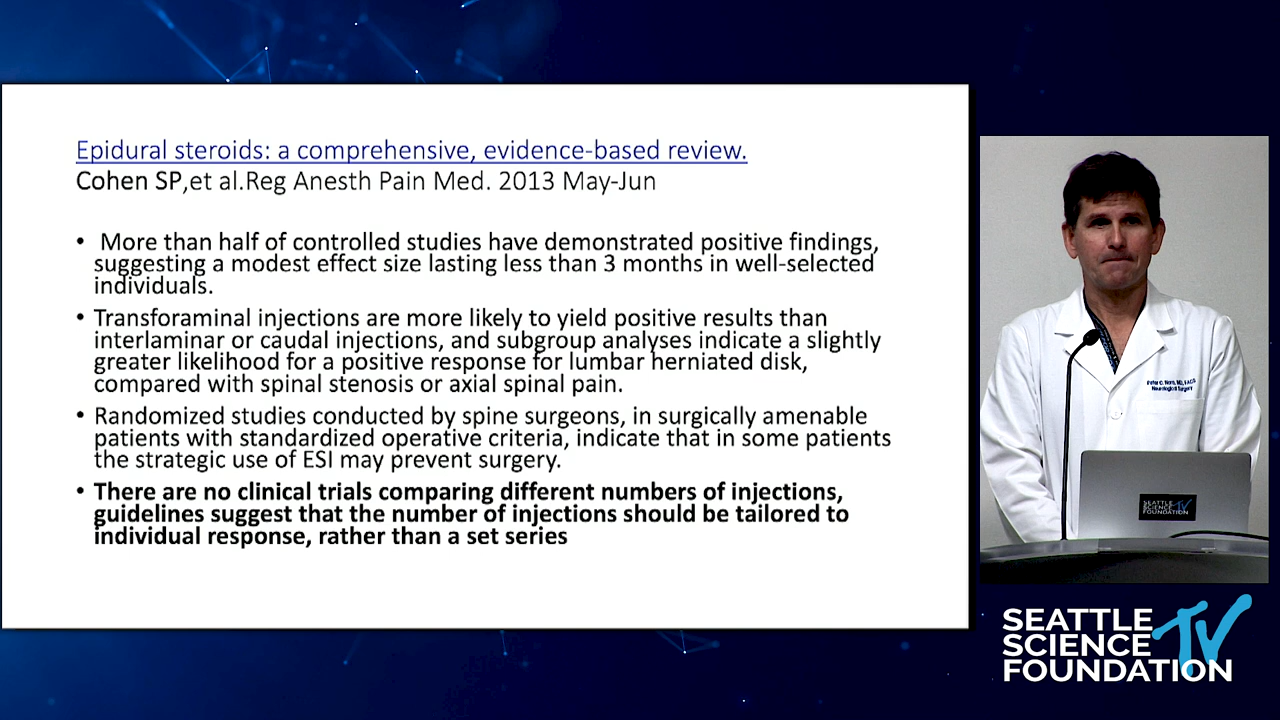 Epidural steroids: a comprehensive, evidence-based review.
Cohen SP,et al.Reg Anesth Pain Med. 2013 May-Jun
• More than half of controlled studies have demonstrated positive findings,
suggesting a modest effect size lasting less than 3 months in well-selected
individuals.
• Transforaminal injections are more likely to yield positive results than
interlaminar or caudal injections, and subgroup analyses indicate a slightly
greater likelihood for a positive response for lumbar herniated disk,
compared with spinal stenosis or axial spinal pain.
• Randomized studies conducted by spine surgeons, in surgically amenable
patients with standardized operative criteria, indicate that in some patients
the strategic use of ESI may prevent surgery.
• There are no clinical trials comparing different numbers of injections,
guidelines suggest that the number of injections should be tailored to
individual response, rather than a set series
Neurological Surgery
SEATTLE
SCIENCE TV
FOUNDATION
SEATTLE
SCIENCE TV
FOUNDATION